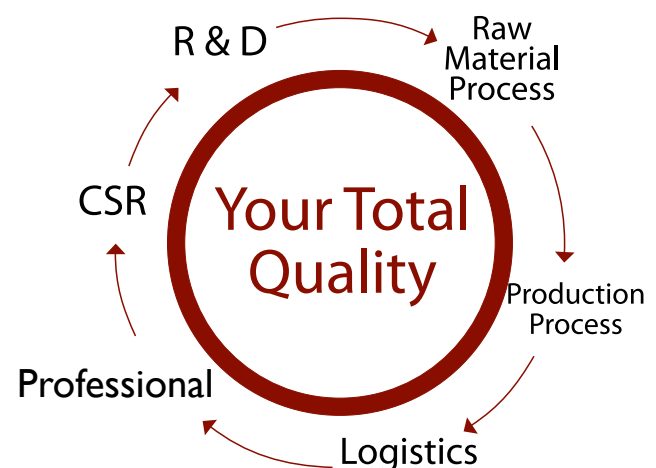 R & D
Raw
Material
Process
Your Total
Quality
CSR
Production
Process
Professional
Logistics